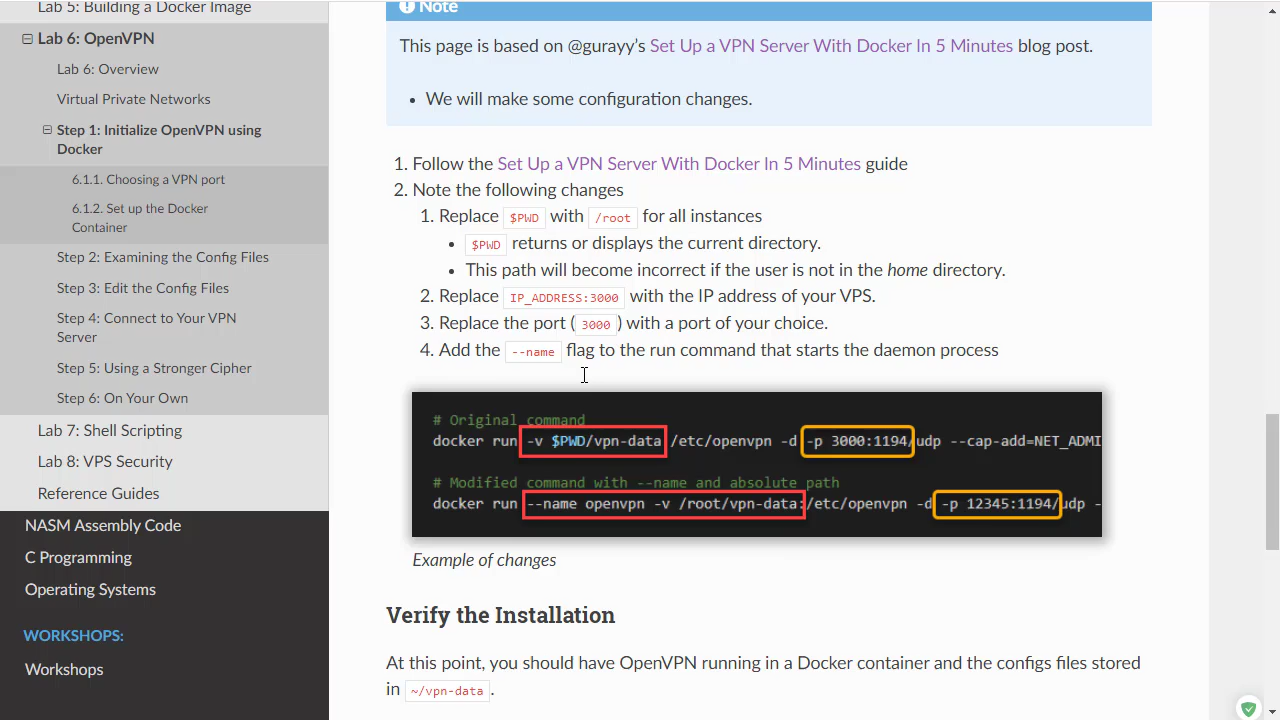 Lab 5: Building a Docker Image
Lab 6: OpenVPN
Lab 6: Overview
Virtual Private Networks
Step 1: Initialize OpenVPN using
Docker
6.1.1. Choosing a VPN port
6.1.2. Set up the Docker
Container
Step 2: Examining the Config Files
Step 3: Edit the Config Files
Step 4: Connect to Your VPN
Server
Step 5: Using a Stronger Cipher
Step 6: On Your Own
Lab 7: Shell Scripting
Lab 8: VPS Security
Reference Guides
NASM Assembly Code
C Programming
Operating Systems
WORKSHOPS:
Workshops
Note
This page is based on @gurayy's Set Up a VPN Server With Docker In 5 Minutes blog post.
• We will make some configuration changes.
1. Follow the Set Up a VPN Server With Docker In 5 Minutes guide
2. Note the following changes
1. Replace $PWD with /root for all instances
• $PWD returns or displays the current directory.
• This path will become incorrect if the user is not in the home directory.
2. Replace IP_ADDRESS:3000 with the IP address of your VPS.
3. Replace the port (3000) with a port of your choice.
4. Add the --name flag to the run command that starts the daemon process
# Original command
docker run -v $PWD/vpn-data /etc/openvpn -d -p 3000:1194/udp --cap-add=NET_ADMI
# Modified command with --name and absolute path
docker run --name openvpn -v /root/vpn-data:/etc/openvpn -d -p 12345:1194/udp -
Example of changes
Verify the Installation
At this point, you should have OpenVPN running in a Docker container and the configs files stored
in ~/vpn-data .